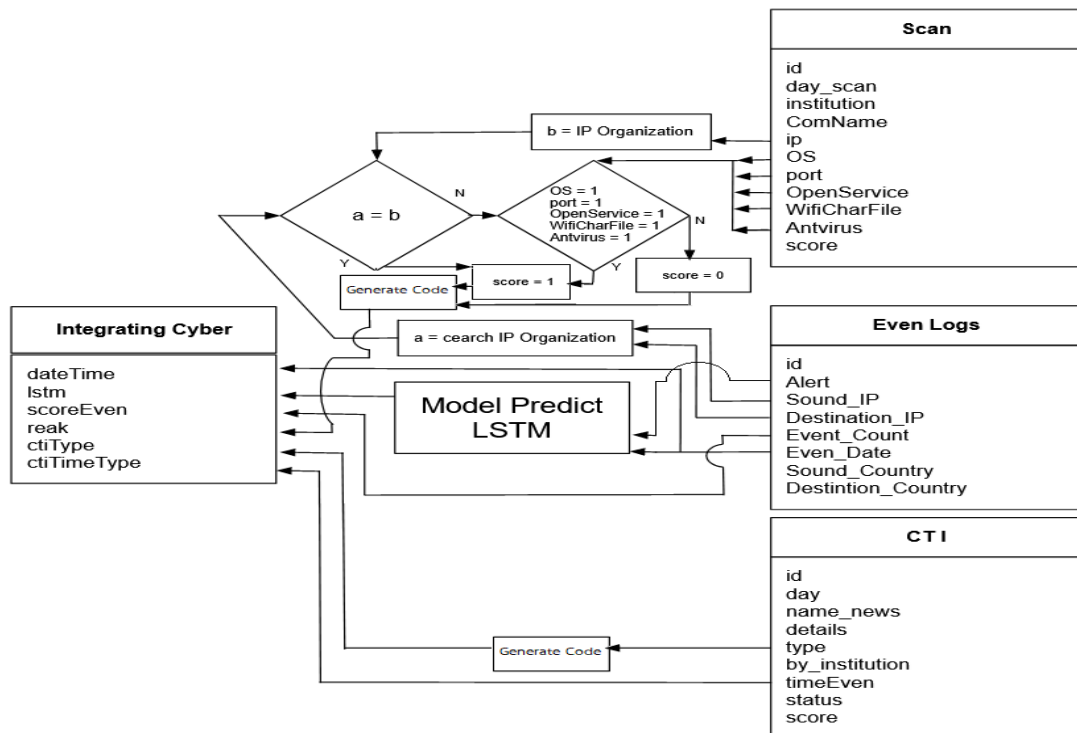 Scan
id
day_scan
institution
ComName
ip
OS
port
OpenService
WifiCharFile
Antvirus
score
b = IP Organization
a = b
N
Y
OS = 1
port = 1
OpenService = 1
WifiCharFile = 1
Antvirus = 1
N
Y
score = 1
score = 0
Generate Code
a = cearch IP Organization
Integrating Cyber
dateTime
lstm
scoreEven
reak
ctiType
ctiTimeType
Model Predict
LSTM
Even Logs
id
Alert
Sound_IP
Destination_IP
Event_Count
Even_Date
Sound_Country
Destintion_Country
CT I
id
day
name_news
details
type
by_institution
timeEven
status
score
Generate Code